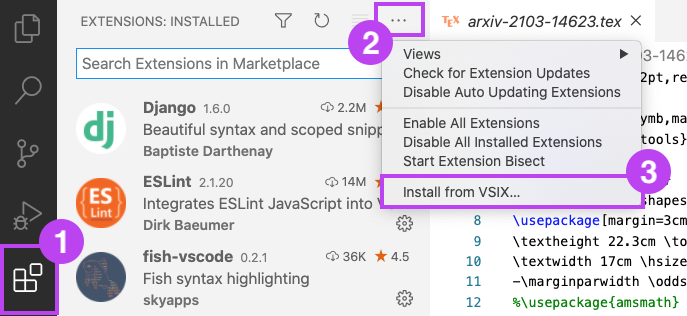 EXTENSIONS: INSTALLED
...
2
TEX arxiv-2103-14623.tex
Search Extensions in Marketplace
Views
Check for Extension Updates
Disable Auto Updating Extensions
Enable All Extensions
Disable All Installed Extensions
Start Extension Bisect
3
Install from VSIX...
dj
Django 1.6.0 2.2M
Beautiful syntax and scoped snipp
Baptiste Darthenay
ES
Lint
ESLint 2.1.20 14M
Integrates ESLint JavaScript into V
Dirk Baeumer
fish-vscode 0.2.1 36K 4.5
Fish syntax highlighting
skyapps
1
14623
2pt,re
ymb,ma
tools}
shapes
8 \usepackage[margin=3cm
9 \textheight 22.3cm \to
10 \textwidth 17cm \hsize
11 -\marginparwidth \odds
12 %\usepackage{amsmath}